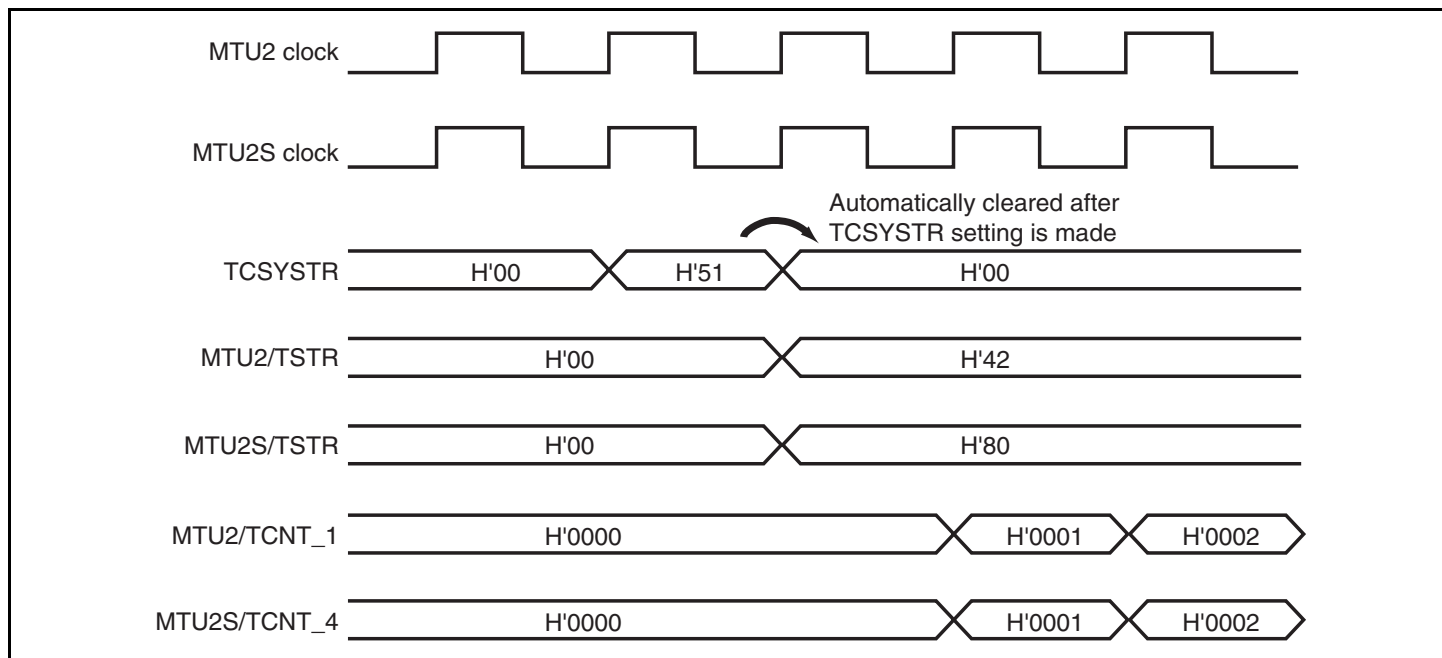 MTU2 clock
MTU2S clock
Automatically cleared after
TCSYSTR setting is made
TCSYSTR H'00 H'51 H'00
MTU2/TSTR H'00 H'42
MTU2S/TSTR H'00 H'80
MTU2/TCNT_1 H'0000 H'0001 H'0002
MTU2S/TCNT_4 H'0000 H'0001 H'0002